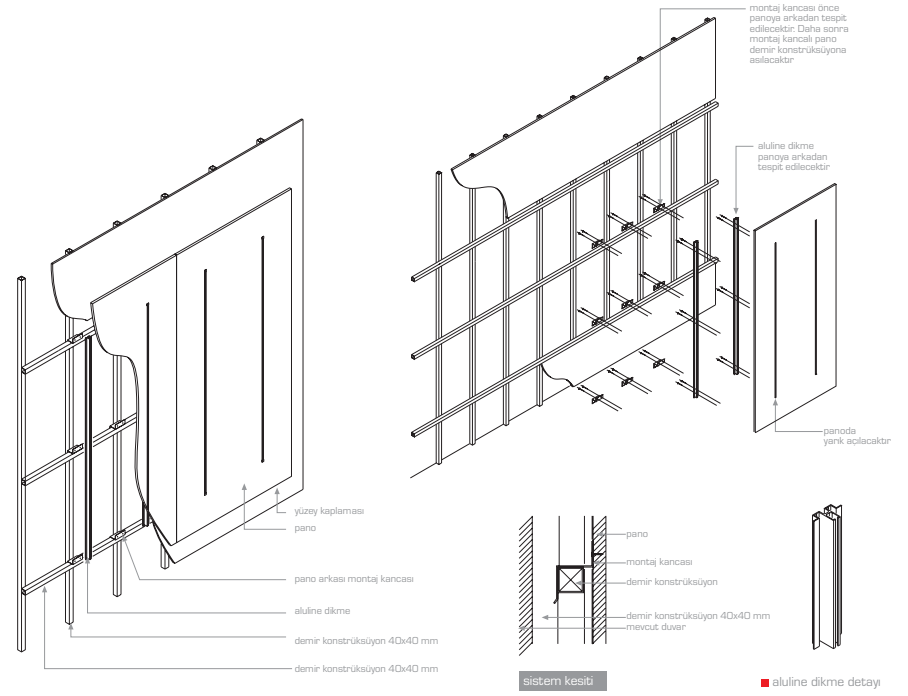 montaj kancası önce
panoya arkadan tespit
edilecektir. Daha sonra
montaj kancalı pano
demir konstrüksüyona
asılacaktır
aluline dikme
panoya arkadan
tespit edilecektir
panoda
yarık açılacaktır
yüzey kaplaması
pano
pano arkası montaj kancası
aluline dikme
demir konstrüksüyon 40x40 mm
demir konstrüksüyon 40x40 mm
pano
montaj kancası
demir konstrüksüyon
demir konstrüksüyon 40x40 mm
mevcut duvar
sistem kesiti
aluline dikme detayı